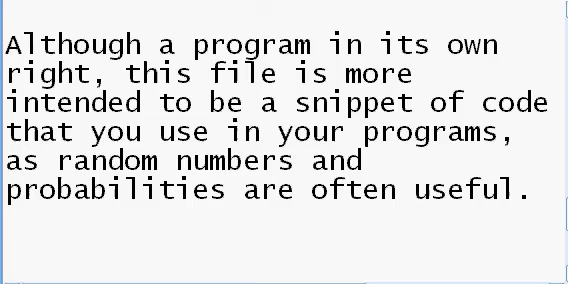 Although a program in its own
right, this file is more
intended to be a snippet of code
that you use in your programs,
as random numbers and
probabilities are often useful.